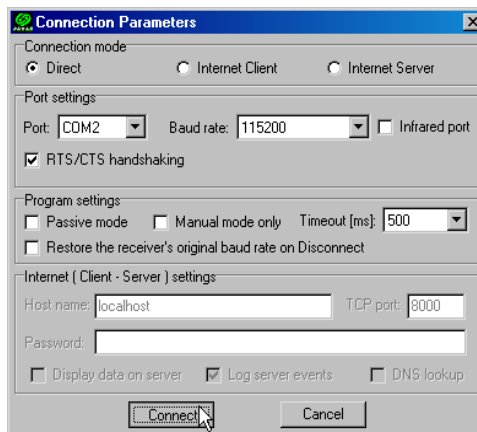 Connection Parameters
Connection mode
Direct Internet Client Internet Server
Port settings
Port: COM2 Baud rate: 115200 Infrared port
RTS/CTS handshaking
Program settings
Passive mode Manual mode only Timeout [ms]: 500
Restore the receiver's original baud rate on Disconnect
Internet ( Client - Server ) settings
Host name: localhost TCP port: 8000
Password:
Display data on server Log server events DNS lookup
Connect Cancel